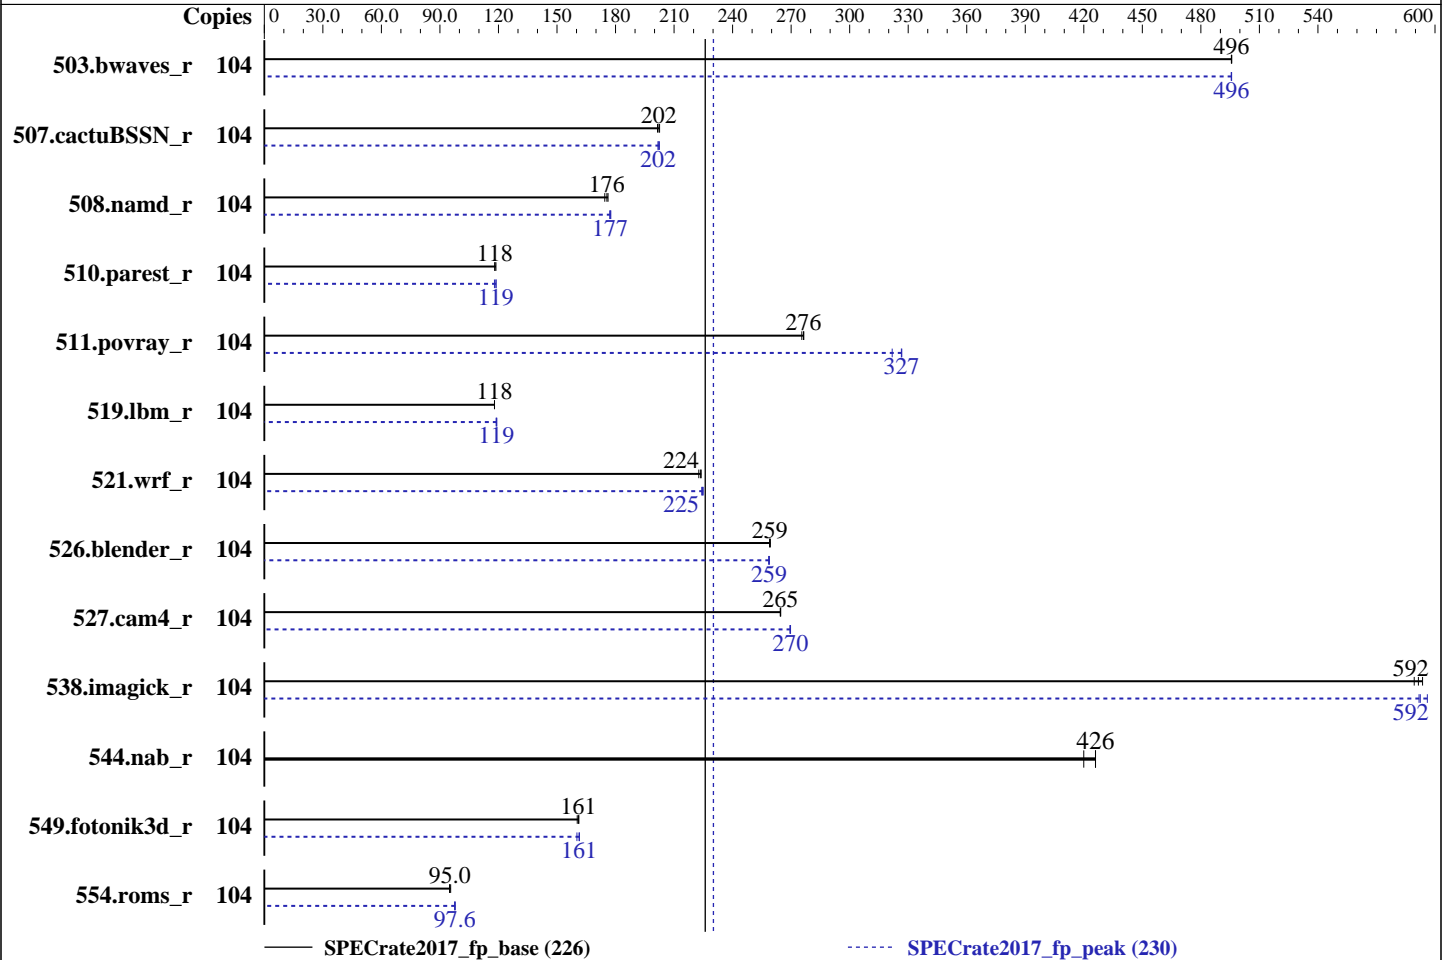 Copies 0 30.0 60.0 90.0 120 150 180 210 240 270 300 330 360 390 420 450 480 510 540 600
503.bwaves_r 104 496
496
507.cactuBSSN_r 104 202
202
508.namd_r 104 176
177
510.parest_r 104 118
119
511.povray_r 104 276
327
519.lbm_r 104 118
119
521.wrf_r 104 224
225
526.blender_r 104 259
259
527.cam4_r 104 265
270
538.imagick_r 104 592
592
544.nab_r 104 426
549.fotonik3d_r 104 161
161
554.roms_r 104 95.0
97.6
SPECrate2017_fp_base (226) SPECrate2017_fp_peak (230)